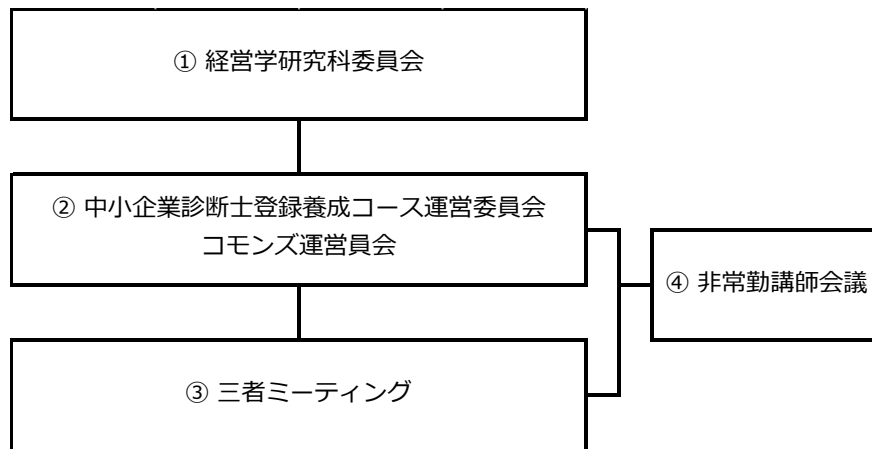 ① 経営学研究科委員会
② 中小企業診断士登録養成コース運営委員会
コモンズ運営員会
④ 非常勤講師会議
③ 三者ミーティング